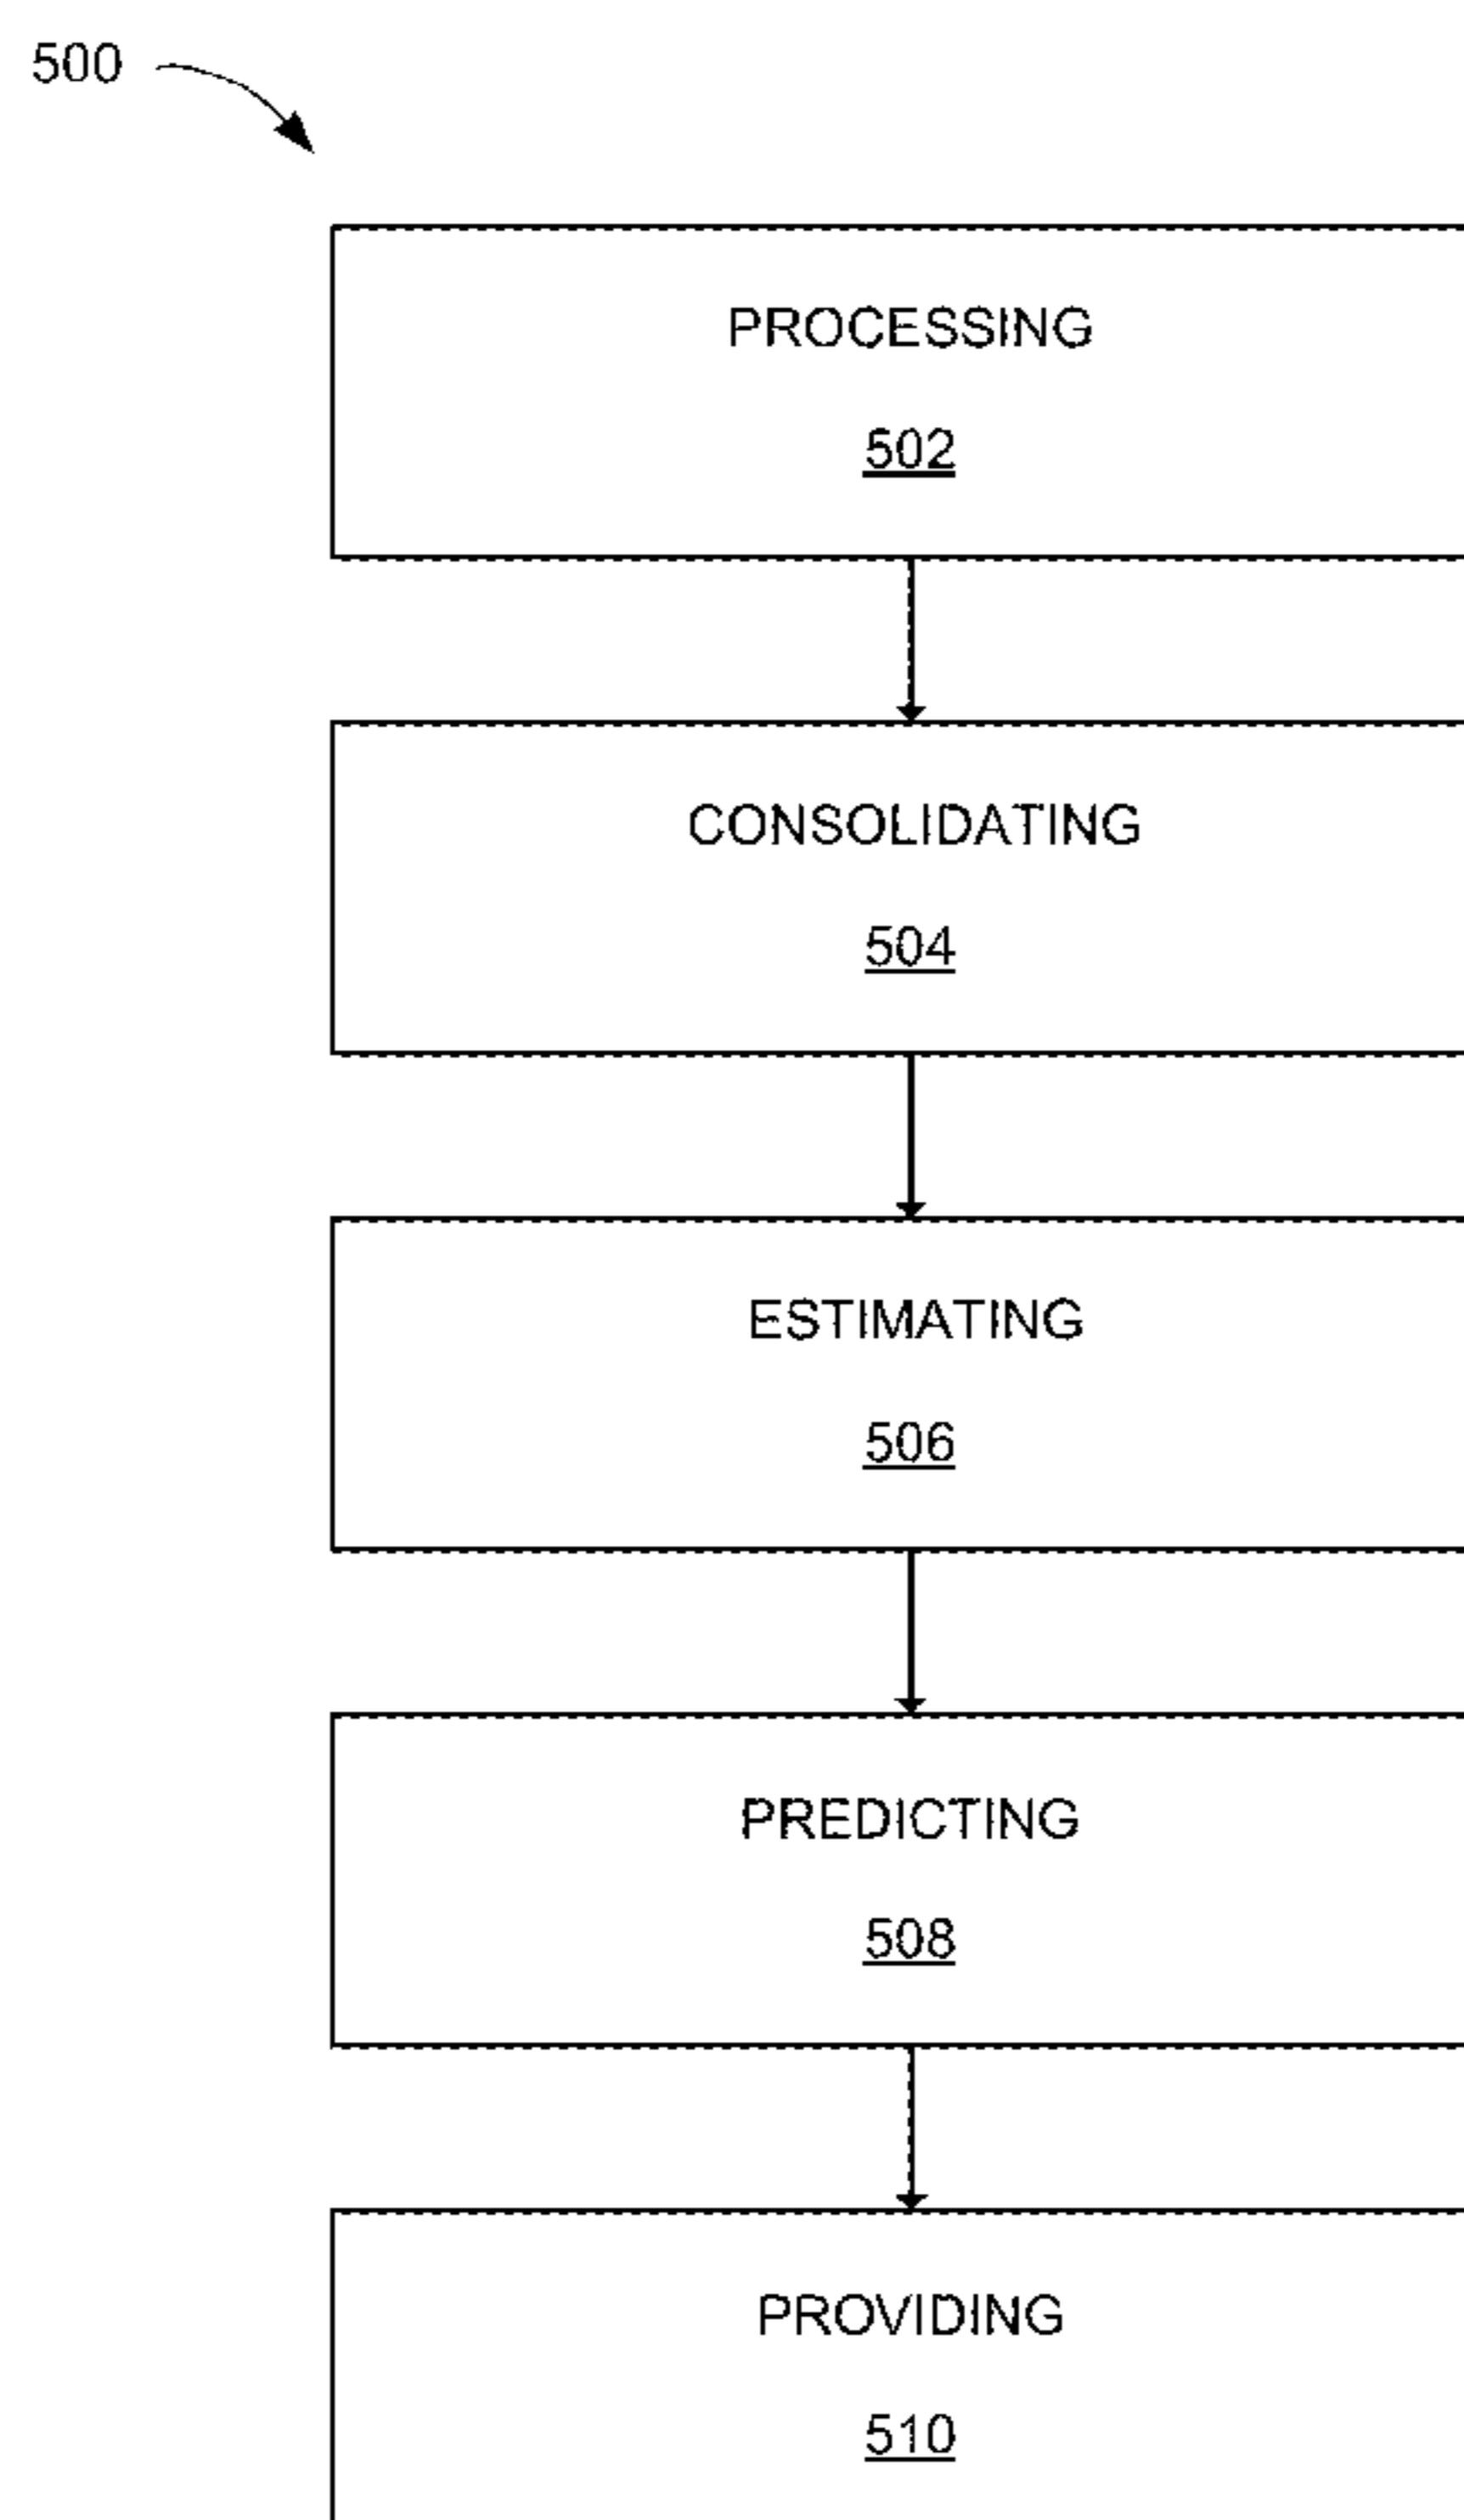 500
PROCESSING
502
CONSOLIDATING
504
ESTIMATING
506
PREDICTING
508
PROVIDING
510